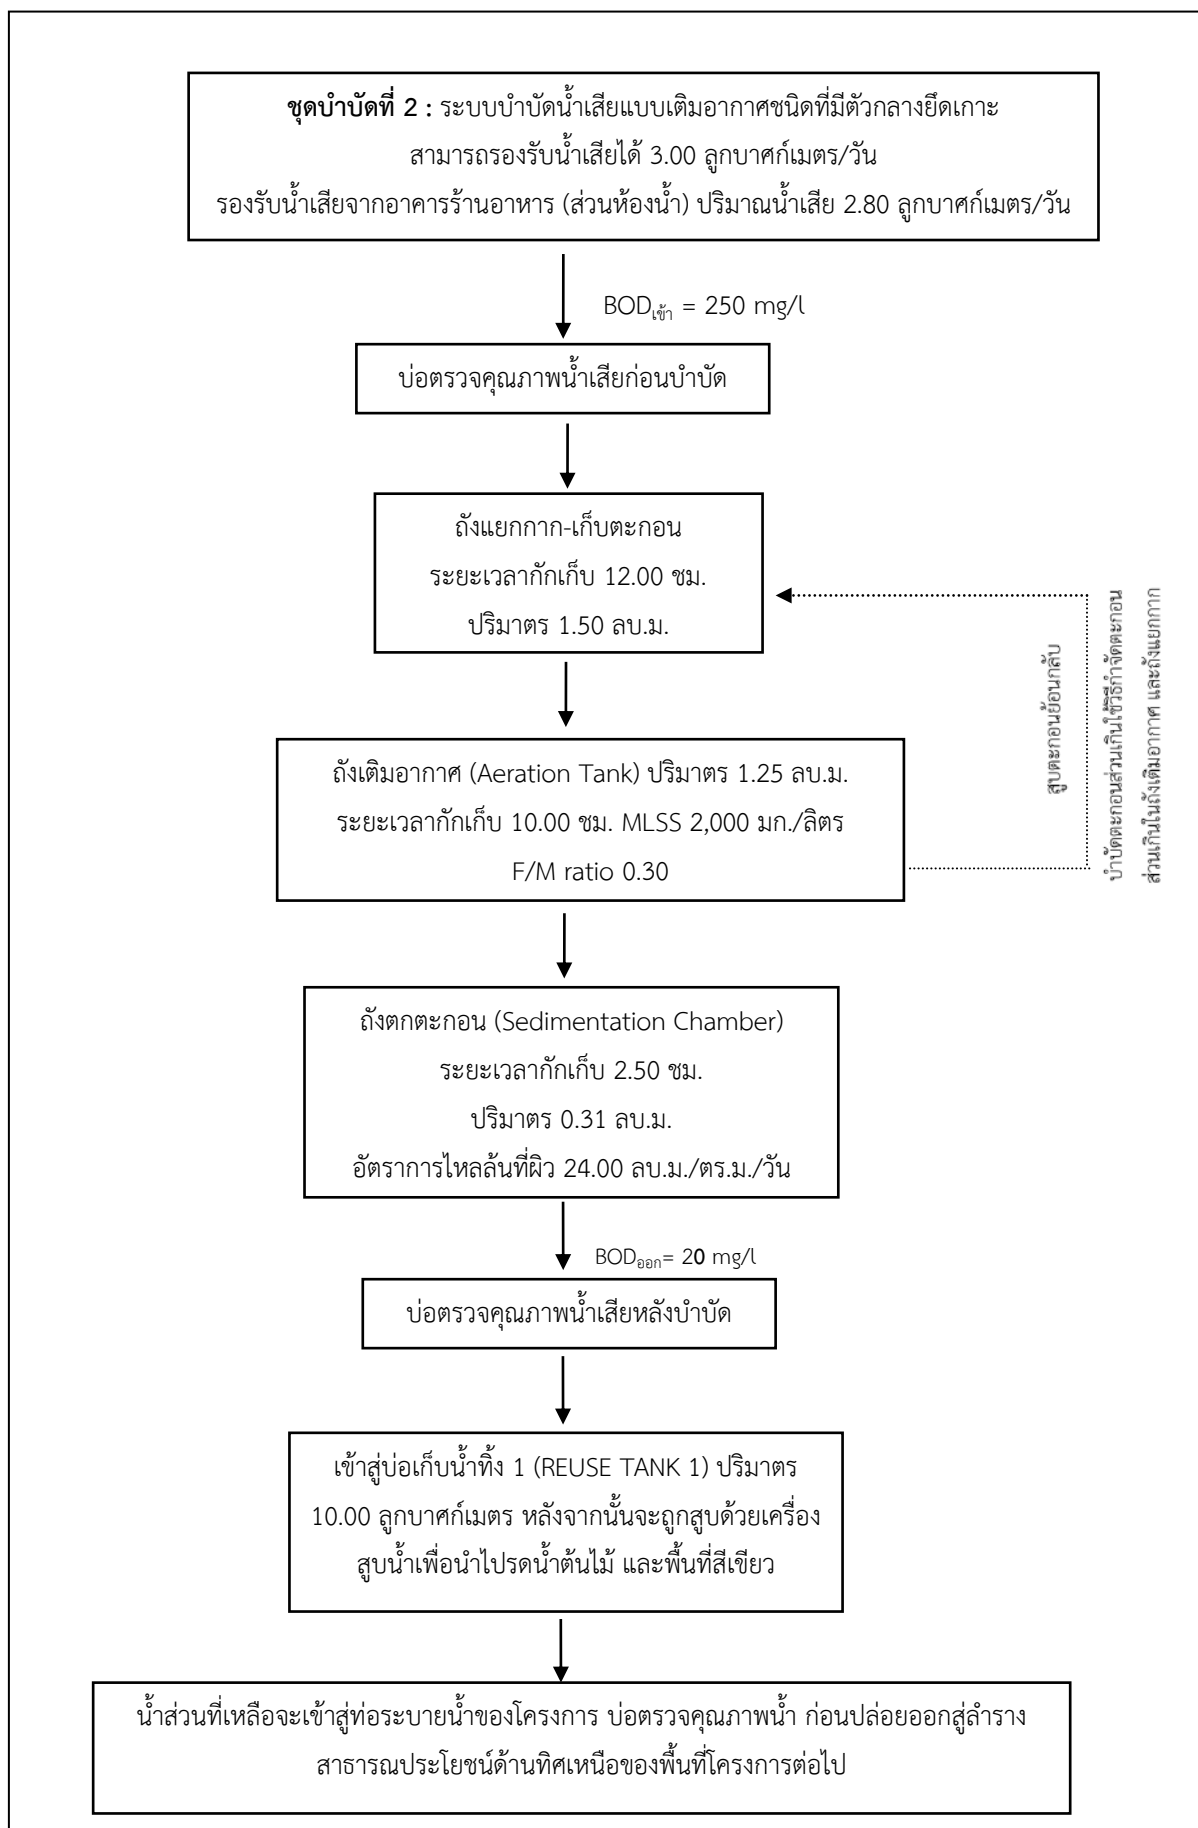 ชุดบำบัดที่ 2 : ระบบบำบัดน้ำเสียแบบเติมอากาศชนิดที่มีตัวกลางยึดเกาะ
สามารถรองรับน้ำเสียได้ 3.00 ลูกบาศก์เมตร/วัน
รองรับน้ำเสียจากอาคารร้านอาหาร (ส่วนห้องน้ำ) ปริมาณน้ำเสีย 2.80 ลูกบาศก์เมตร/วัน
BODเข้า = 250 mg/l
บ่อตรวจคุณภาพน้ำเสียก่อนบำบัด
ถังแยกกาก-เก็บตะกอน
ระยะเวลากักเก็บ 12.00 ชม.
ปริมาตร 1.50 ลบ.ม.
สูบตะกอนย้อนกลับ
บำบัดตะกอนส่วนเกินใช้วิธีกำจัดตะกอน
ส่วนเกินในถังเติมอากาศ และถังแยกกาก
ถังเติมอากาศ (Aeration Tank) ปริมาตร 1.25 ลบ.ม.
ระยะเวลากักเก็บ 10.00 ชม. MLSS 2,000 มก./ลิตร
F/M ratio 0.30
ถังตกตะกอน (Sedimentation Chamber)
ระยะเวลากักเก็บ 2.50 ชม.
ปริมาตร 0.31 ลบ.ม.
อัตราการไหลล้นที่ผิว 24.00 ลบ.ม./ตร.ม./วัน
BODออก= 20 mg/l
บ่อตรวจคุณภาพน้ำเสียหลังบำบัด
เข้าสู่บ่อเก็บน้ำทิ้ง 1 (REUSE TANK 1) ปริมาตร
10.00 ลูกบาศก์เมตร หลังจากนั้นจะถูกสูบด้วยเครื่อง
สูบน้ำเพื่อนำไปรดน้ำต้นไม้ และพื้นที่สีเขียว
น้ำส่วนที่เหลือจะเข้าสู่ท่อระบายน้ำของโครงการ บ่อตรวจคุณภาพน้ำ ก่อนปล่อยออกสู่ลำราง
สาธารณประโยชน์ด้านทิศเหนือของพื้นที่โครงการต่อไป